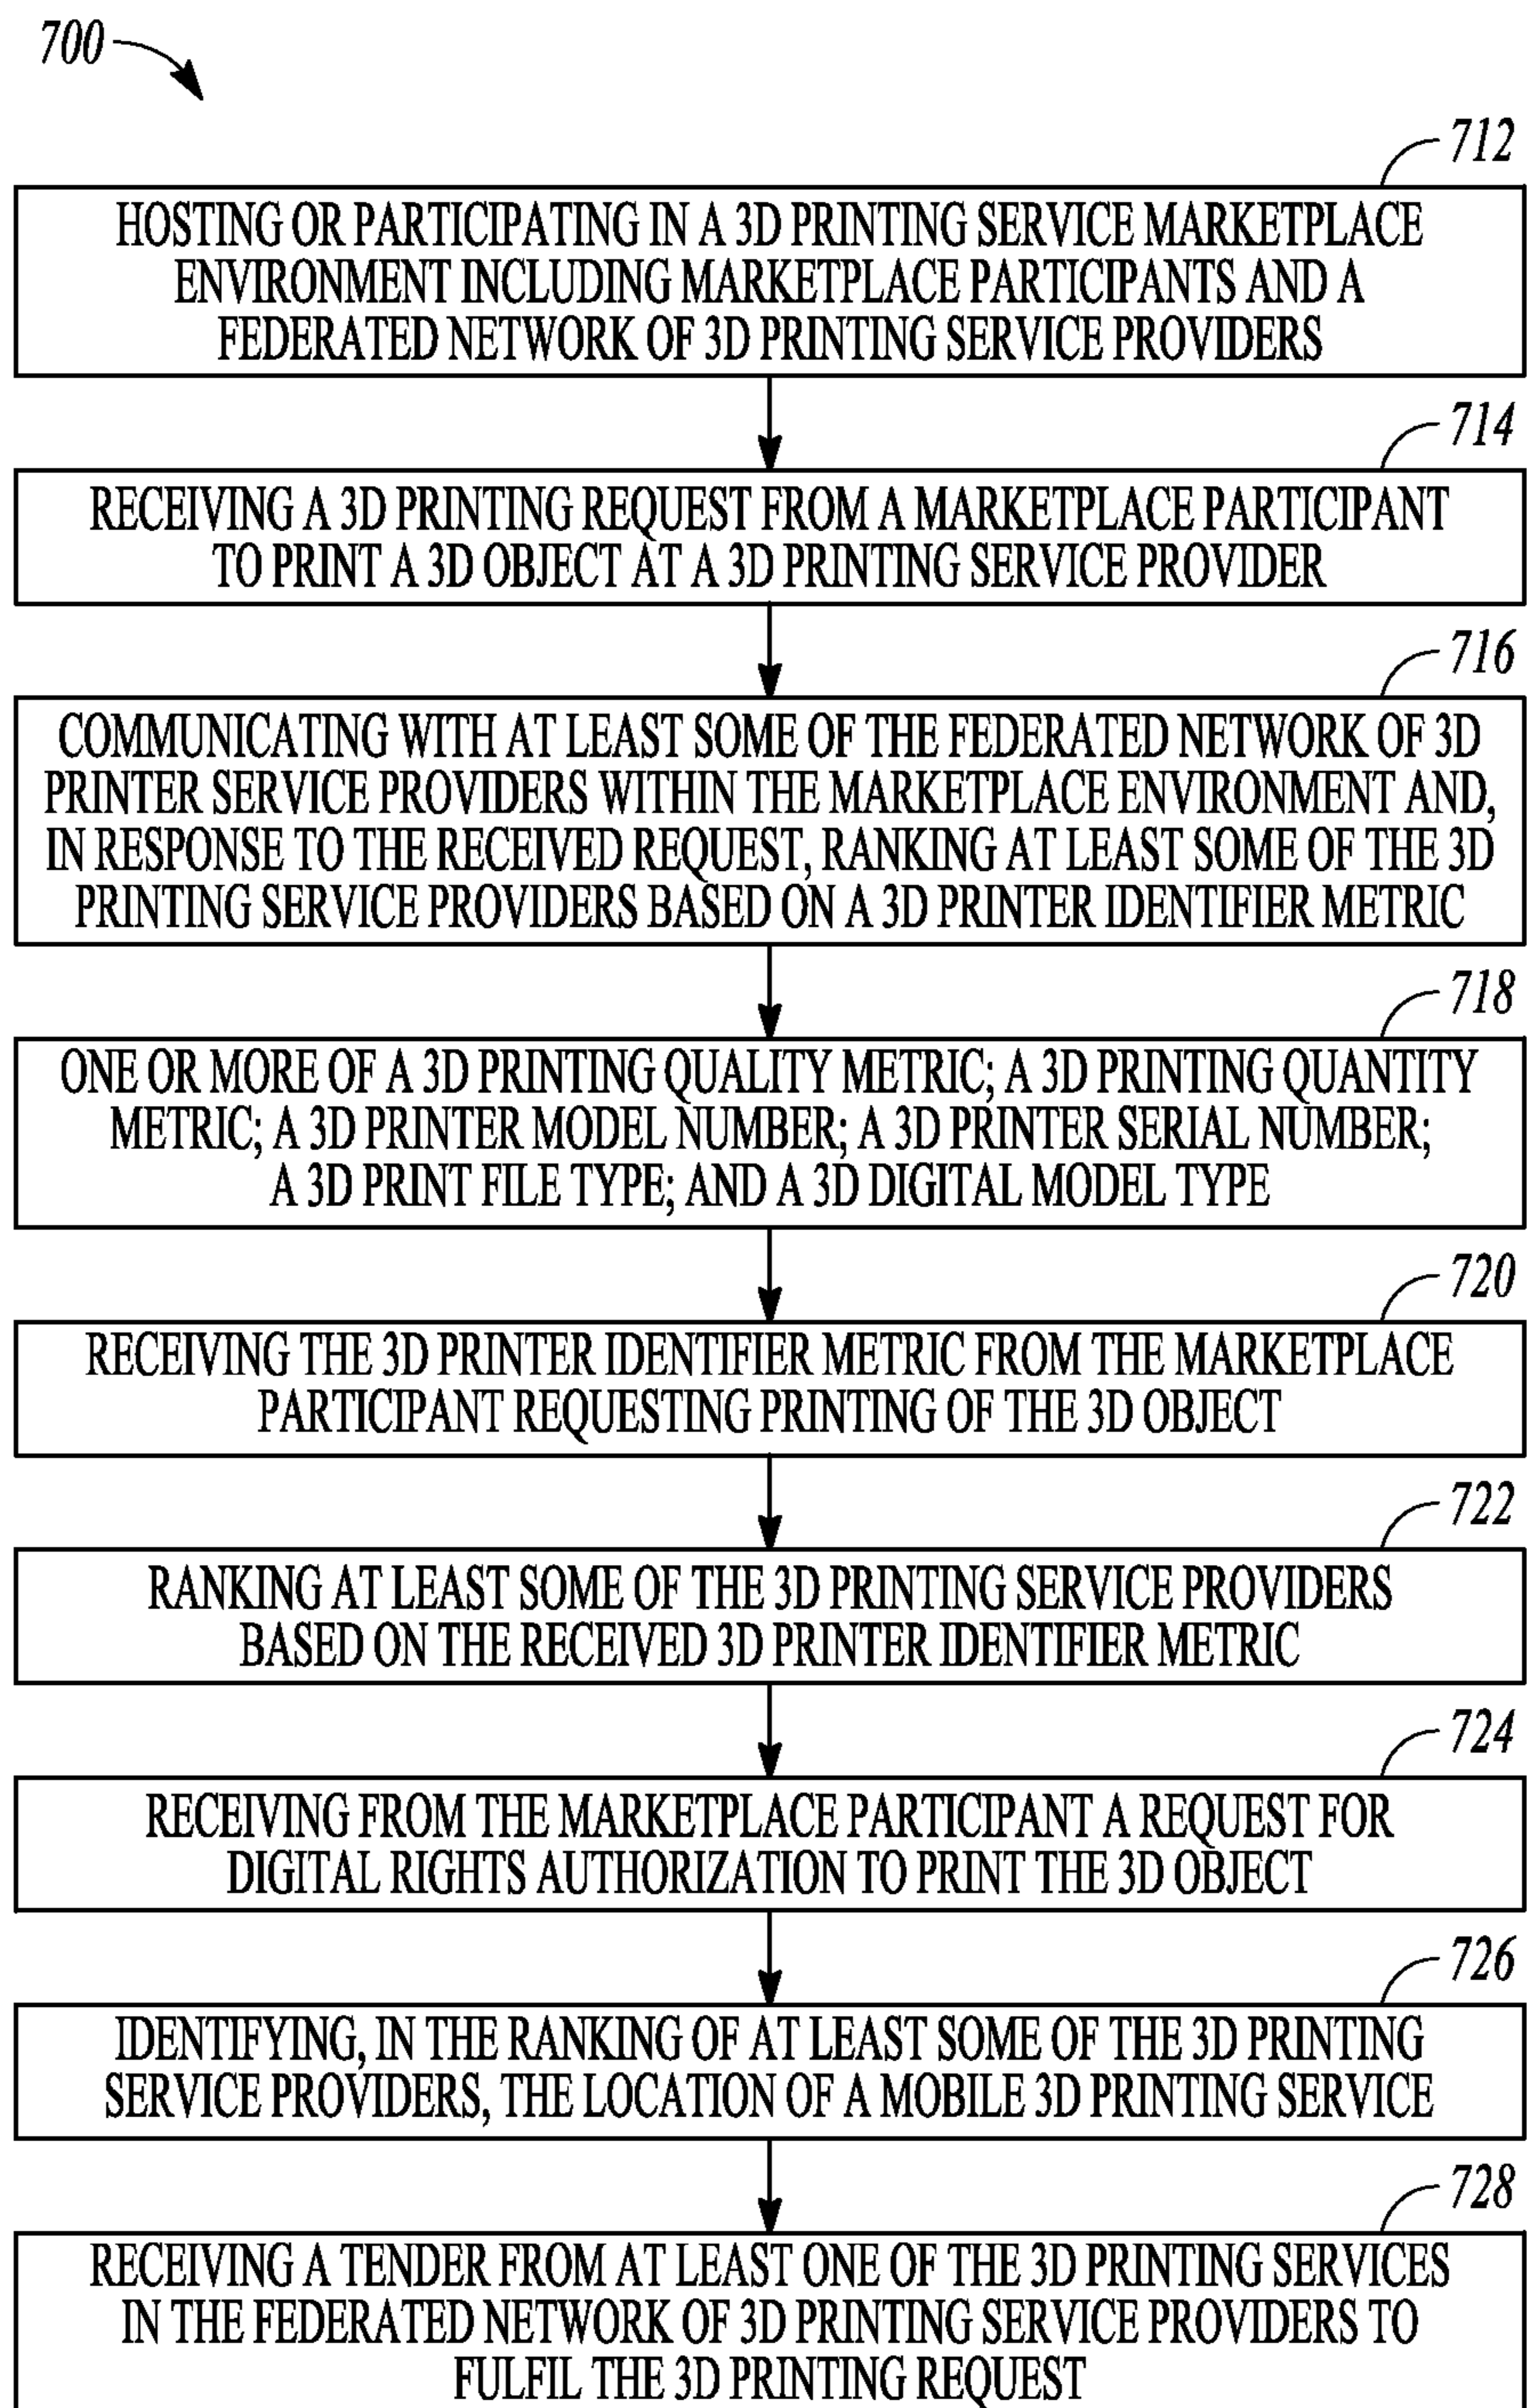 700
712
HOSTING OR PARTICIPATING IN A 3D PRINTING SERVICE MARKETPLACE
ENVIRONMENT INCLUDING MARKETPLACE PARTICIPANTS AND A
FEDERATED NETWORK OF 3D PRINTING SERVICE PROVIDERS
714
RECEIVING A 3D PRINTING REQUEST FROM A MARKETPLACE PARTICIPANT
TO PRINT A 3D OBJECT AT A 3D PRINTING SERVICE PROVIDER
716
COMMUNICATING WITH AT LEAST SOME OF THE FEDERATED NETWORK OF 3D
PRINTER SERVICE PROVIDERS WITHIN THE MARKETPLACE ENVIRONMENT AND,
IN RESPONSE TO THE RECEIVED REQUEST, RANKING AT LEAST SOME OF THE 3D
PRINTING SERVICE PROVIDERS BASED ON A 3D PRINTER IDENTIFIER METRIC
718
ONE OR MORE OF A 3D PRINTING QUALITY METRIC; A 3D PRINTING QUANTITY
METRIC; A 3D PRINTER MODEL NUMBER; A 3D PRINTER SERIAL NUMBER;
A 3D PRINT FILE TYPE; AND A 3D DIGITAL MODEL TYPE
720
RECEIVING THE 3D PRINTER IDENTIFIER METRIC FROM THE MARKETPLACE
PARTICIPANT REQUESTING PRINTING OF THE 3D OBJECT
722
RANKING AT LEAST SOME OF THE 3D PRINTING SERVICE PROVIDERS
BASED ON THE RECEIVED 3D PRINTER IDENTIFIER METRIC
724
RECEIVING FROM THE MARKETPLACE PARTICIPANT A REQUEST FOR
DIGITAL RIGHTS AUTHORIZATION TO PRINT THE 3D OBJECT
726
IDENTIFYING, IN THE RANKING OF AT LEAST SOME OF THE 3D PRINTING
SERVICE PROVIDERS, THE LOCATION OF A MOBILE 3D PRINTING SERVICE
728
RECEIVING A TENDER FROM AT LEAST ONE OF THE 3D PRINTING SERVICES
IN THE FEDERATED NETWORK OF 3D PRINTING SERVICE PROVIDERS TO
FULFIL THE 3D PRINTING REQUEST